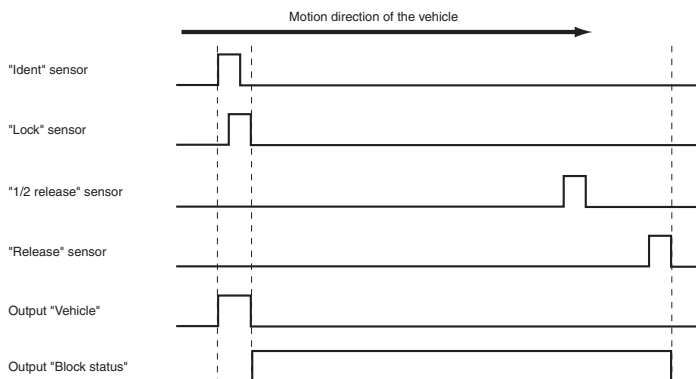 Motion direction of the vehicle
"Ident" sensor
"Lock" sensor
"1/2 release" sensor
"Release" sensor
Output "Vehicle"
Output "Block status"